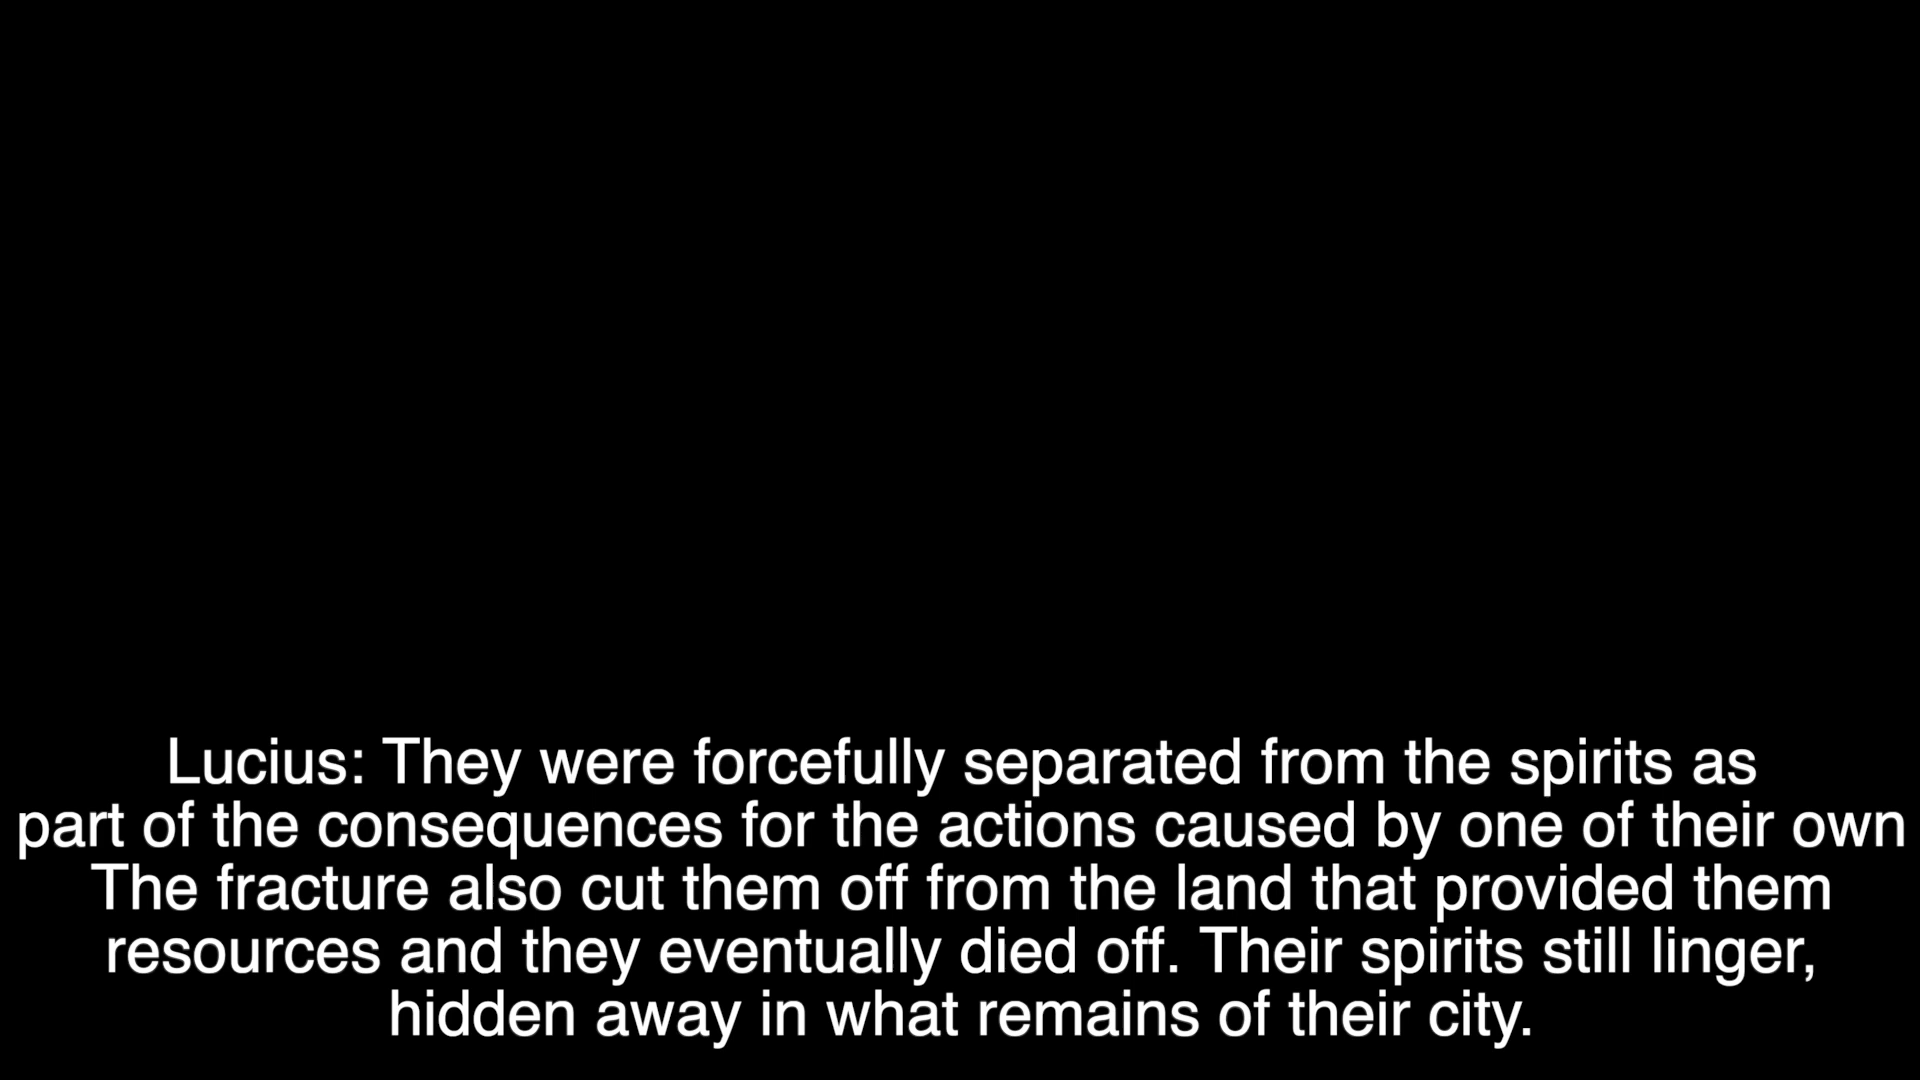 Lucius: They were forcefully separated from the spirits as
part of the consequences for the actions caused by one of their own
The fracture also cut them off from the land that provided them
resources and they eventually died off. Their spirits still linger,
hidden away in what remains of their city.